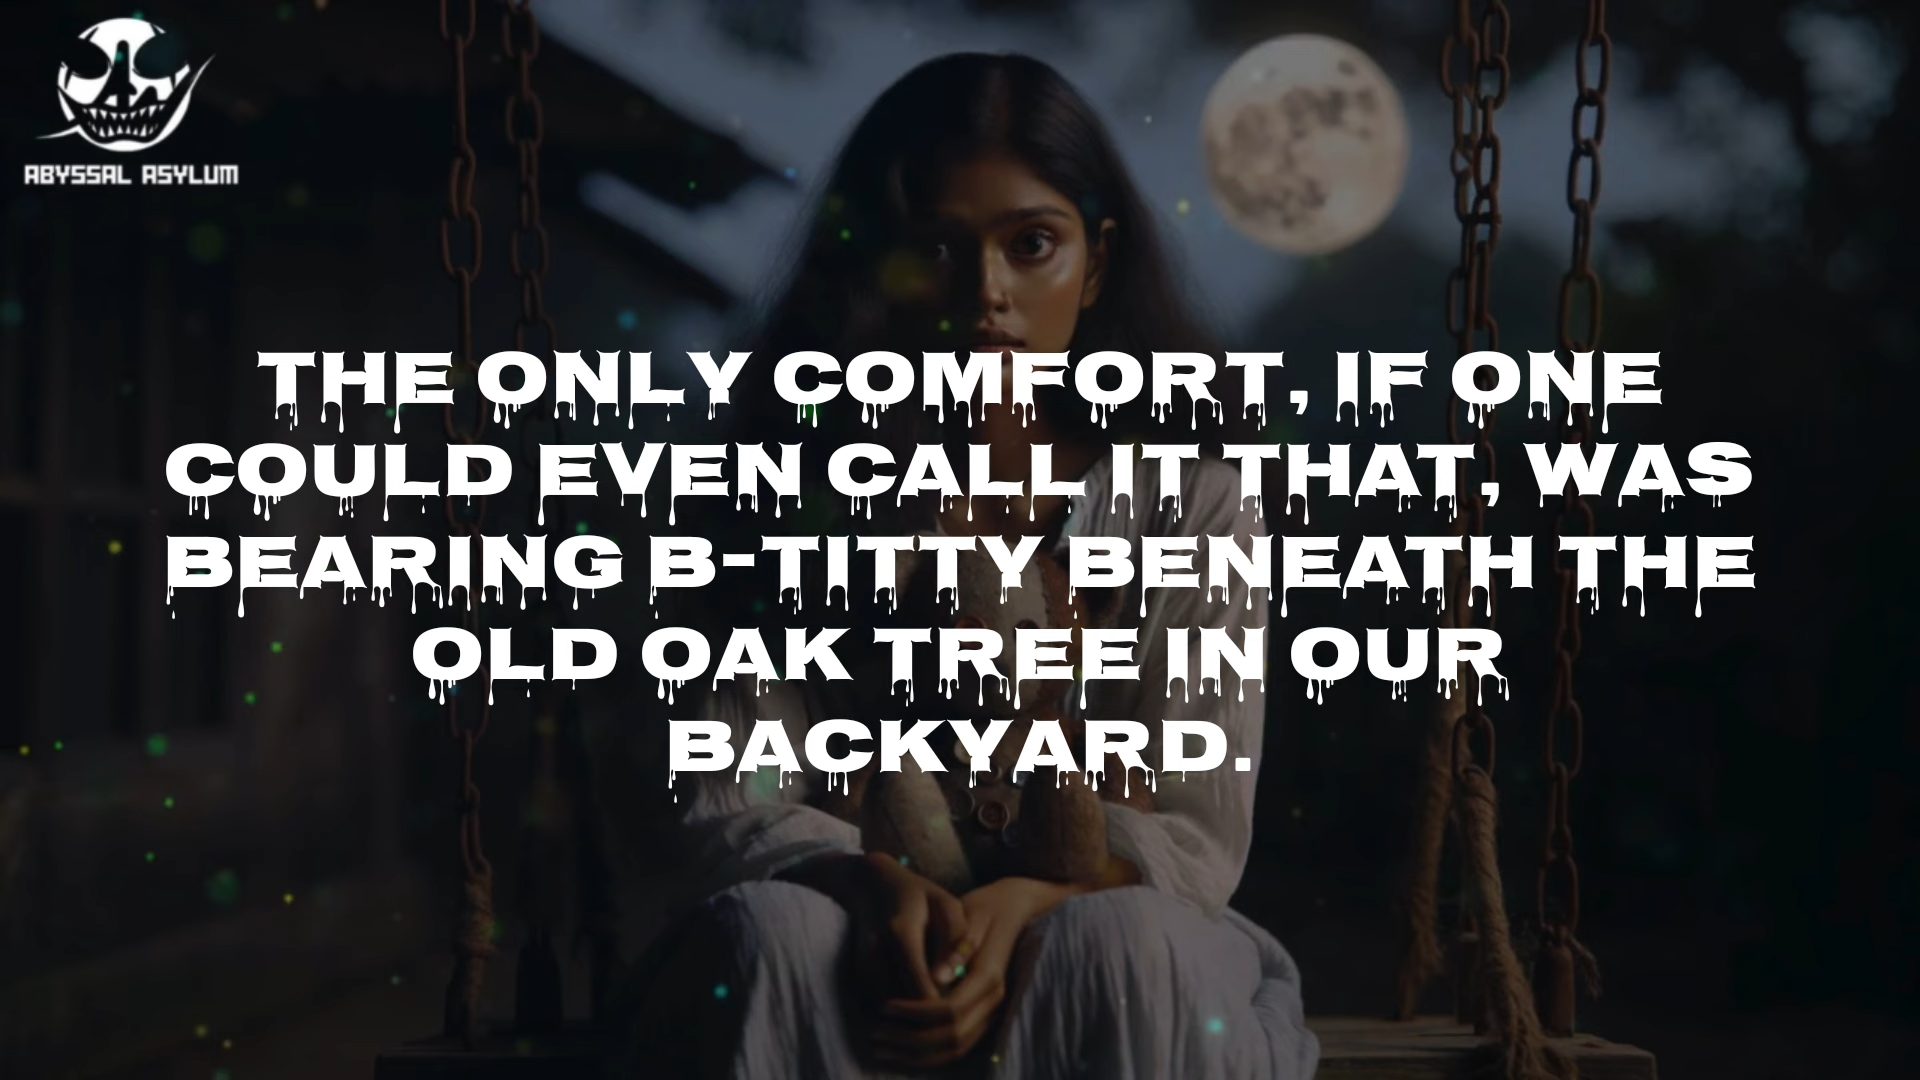 ABYSSAL ASYLUM
THE ONLY COMFORT, IF ONE
COULD EVEN CALL IT THAT, WAS
BEARING B-TITTY BENEATH THE
OLD OAK TREE IN OUR
BACKYARD.